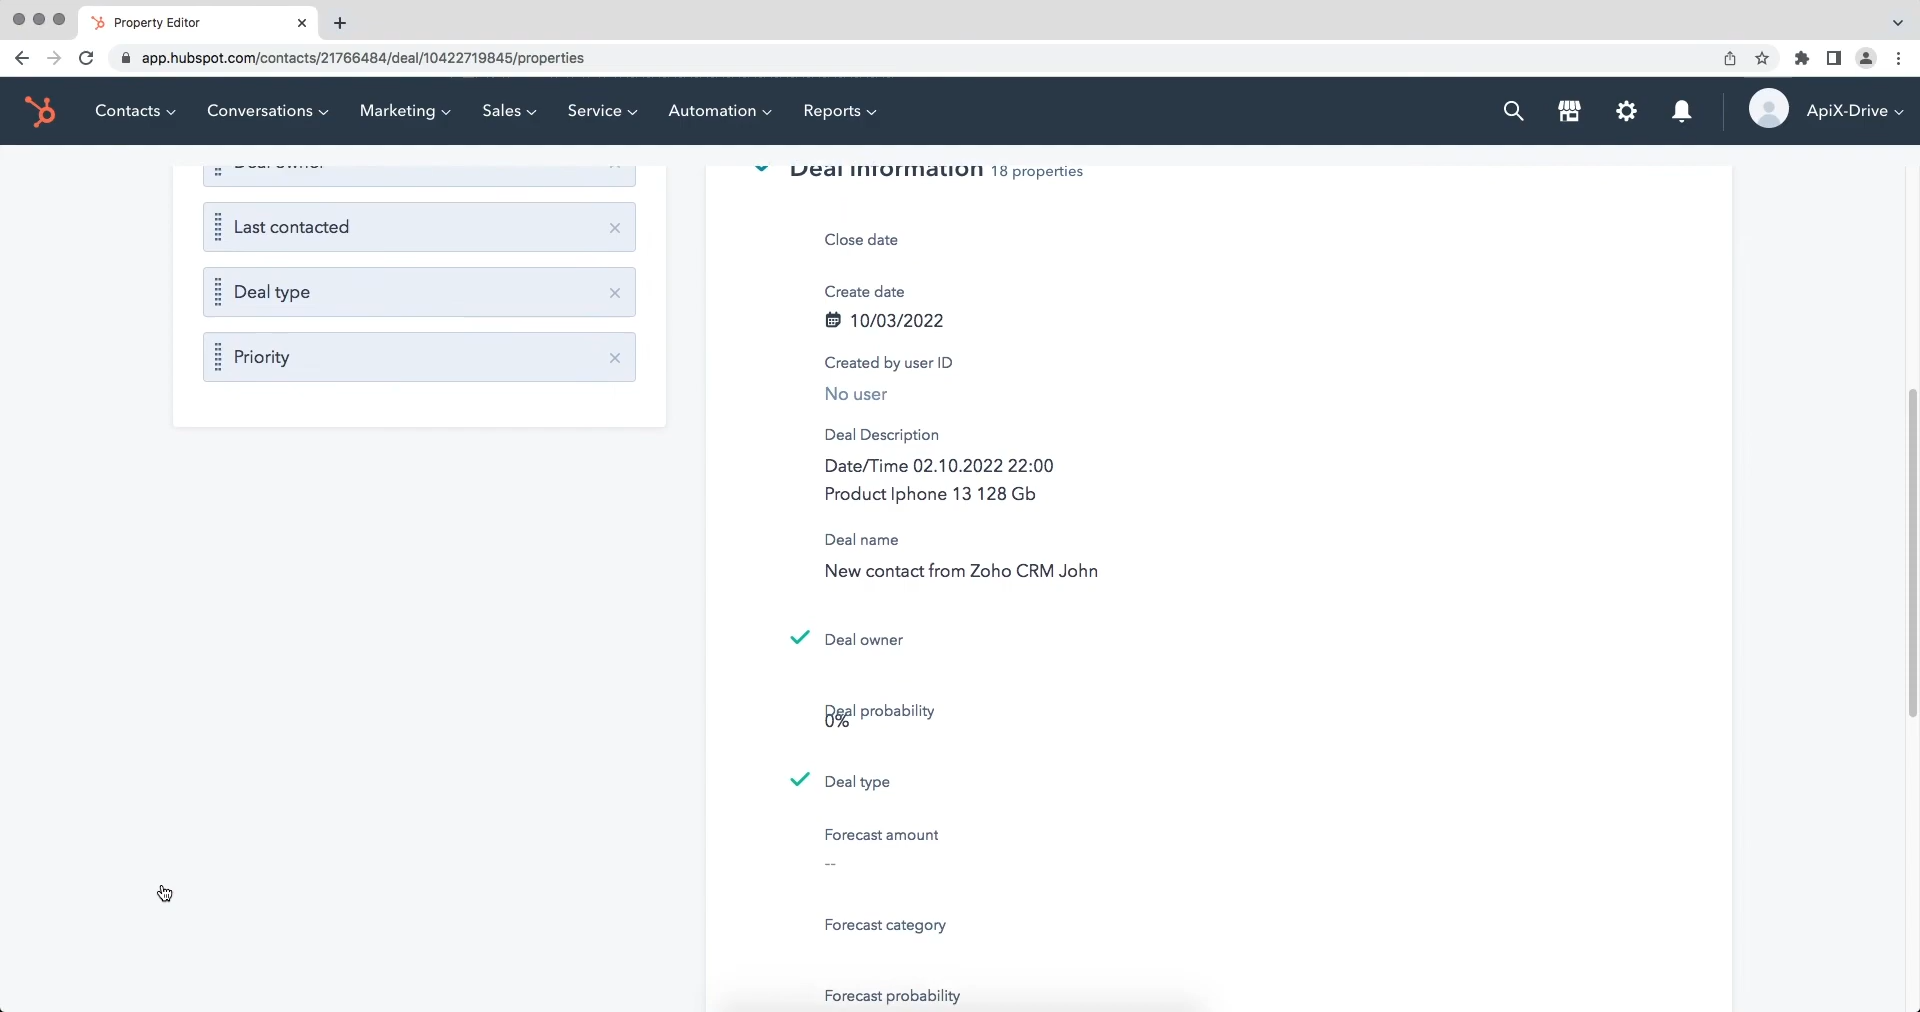 Property Editor
app.hubspot.com/contacts/21766484/deal/10422719845/properties
Contacts
Conversations
Marketing
Sales
Service
Automation
Reports
ApiX-Drive
Deal owner
Last contacted
Deal type
Priority
Deal information 18 properties
Close date
Create date
10/03/2022
Created by user ID
No user
Deal Description
Date/Time 02.10.2022 22:00
Product Iphone 13 128 Gb
Deal name
New contact from Zoho CRM John
Deal owner
Deal probability
0%
Deal type
Forecast amount
--
Forecast category
Forecast probability